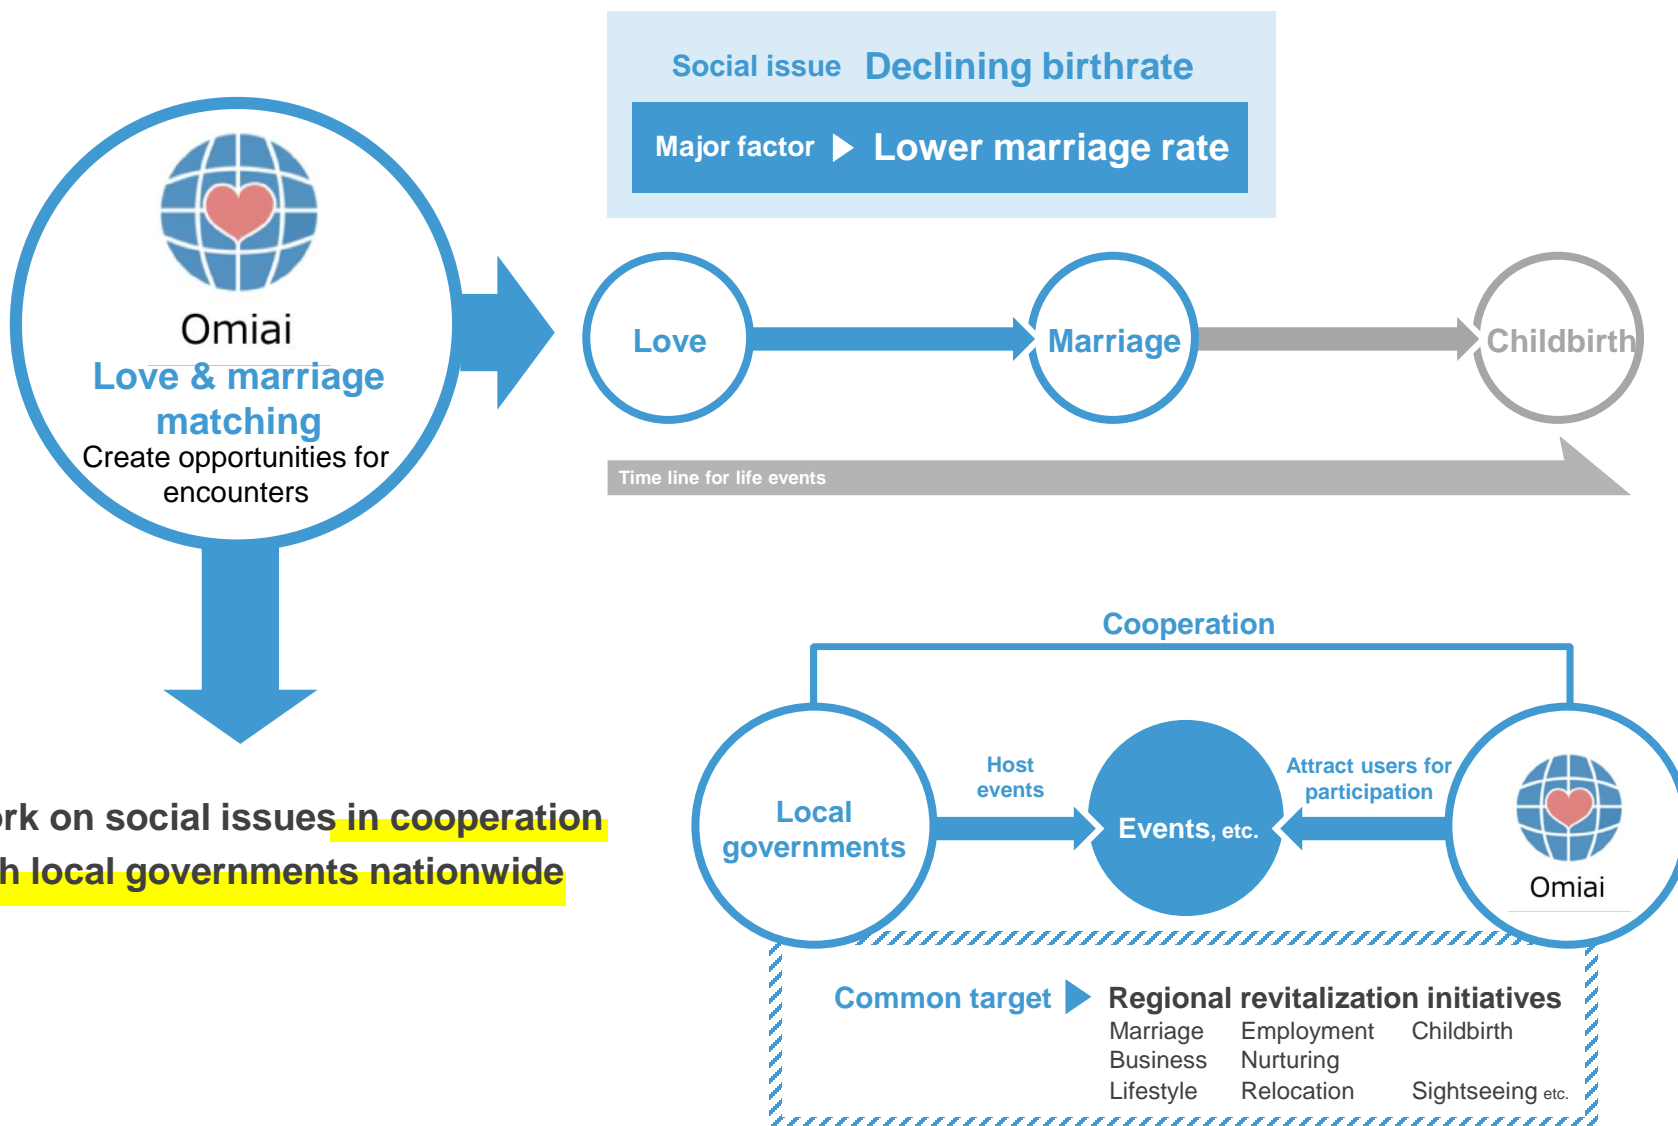 Social issue Declining birthrate
Major factor Lower marriage rate
Omiai
Love & marriage
matching
Create opportunities for
encounters
Love
Marriage
Childbirth
Time line for life events
ork on social issues in cooperation
h local governments nationwide
Cooperation
Local
governments
Host
events
Events, etc.
Attract users for
participation
Omiai
Common target Regional revitalization initiatives
Marriage Employment Childbirth
Business Nurturing
Lifestyle Relocation Sightseeing etc.